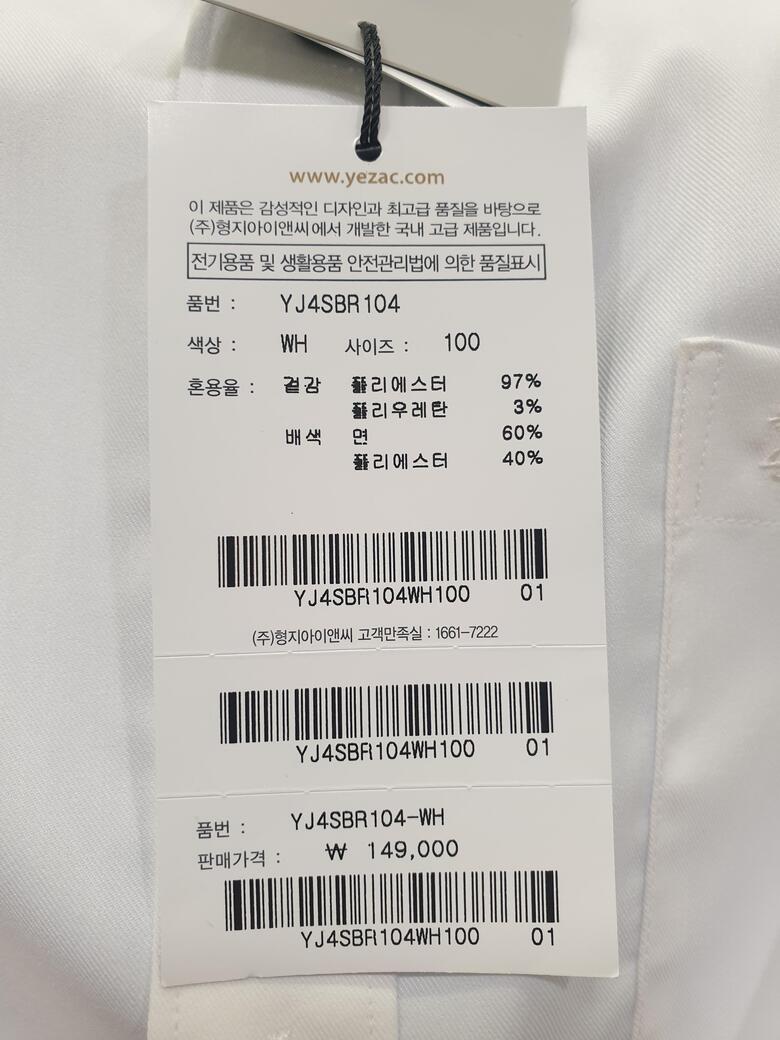 www.yezac.com
이 제품은 감성적인 디자인과 최고급 품질을 바탕으로
(주)형지아이앤씨에서 개발한 국내 고급 제품입니다.
전기용품 및 생활용품 안전관리법에 의한 품질표시
품번 : YJ4SBR104
색상 : WH 사이즈 : 100
혼용율 : 겉감 폴리에스터 97%
폴리우레탄 3%
배색 면 60%
폴리에스터 40%
YJ4SBR104WH100 01
(주)형지아이앤씨 고객만족실 : 1661-7222
YJ4SBR104WH100 01
품번 : YJ4SBR104-WH
판매가격 : ₩ 149,000
YJ4SBR104WH100 01